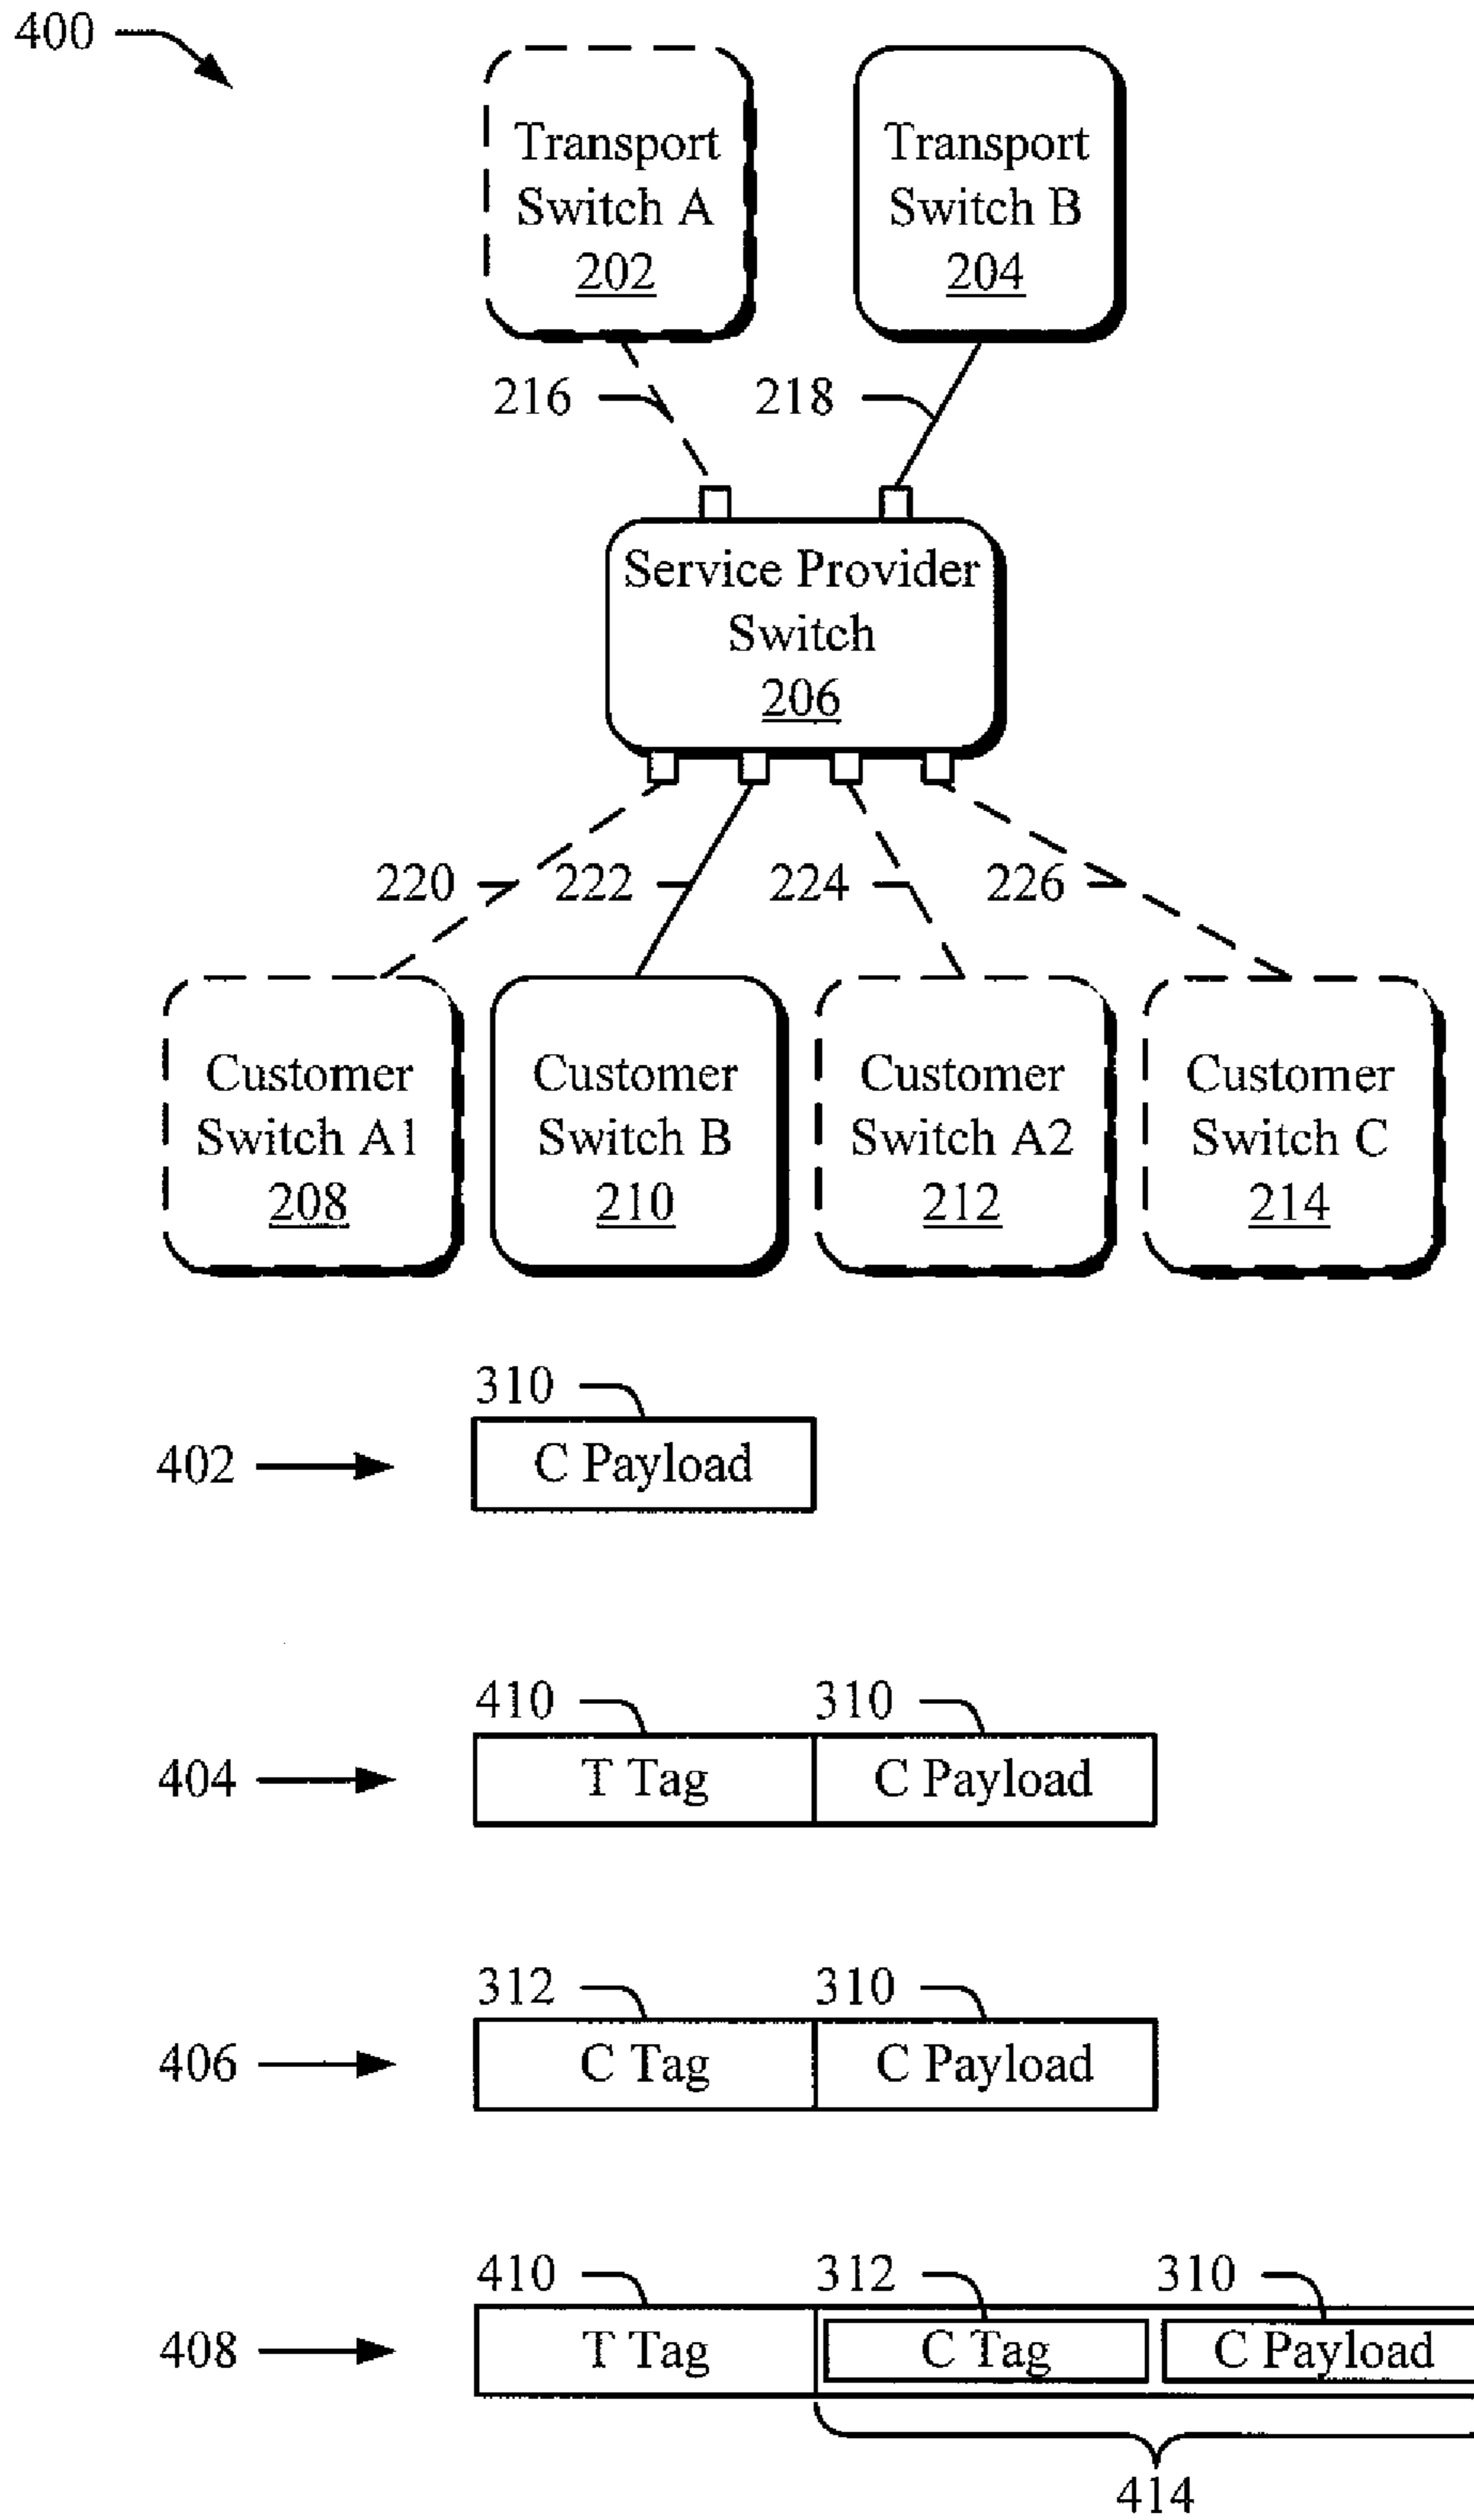 400
Transport
Switch A
202
Transport
Switch B
204
216
218
Service Provider
Switch
206
220
222
224
226
Customer
Switch A1
208
Customer
Switch B
210
Customer
Switch A2
212
Customer
Switch C
214
310
402
C Payload
410
310
404
T Tag
C Payload
312
310
406
C Tag
C Payload
410
312
310
408
T Tag
C Tag
C Payload
414